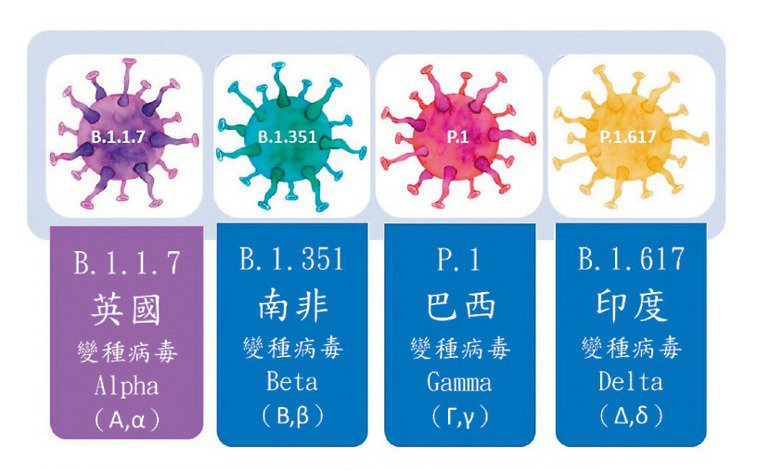 B.1.1.7
B.1.351
P.1
P.1.617
B.1.1.7
英國
變種病毒
Alpha
(A,α)
B.1.351
南非
變種病毒
Beta
(B,β)
P.1
巴西
變種病毒
Gamma
(Γ,γ)
B.1.617
印度
變種病毒
Delta
(Δ,δ)